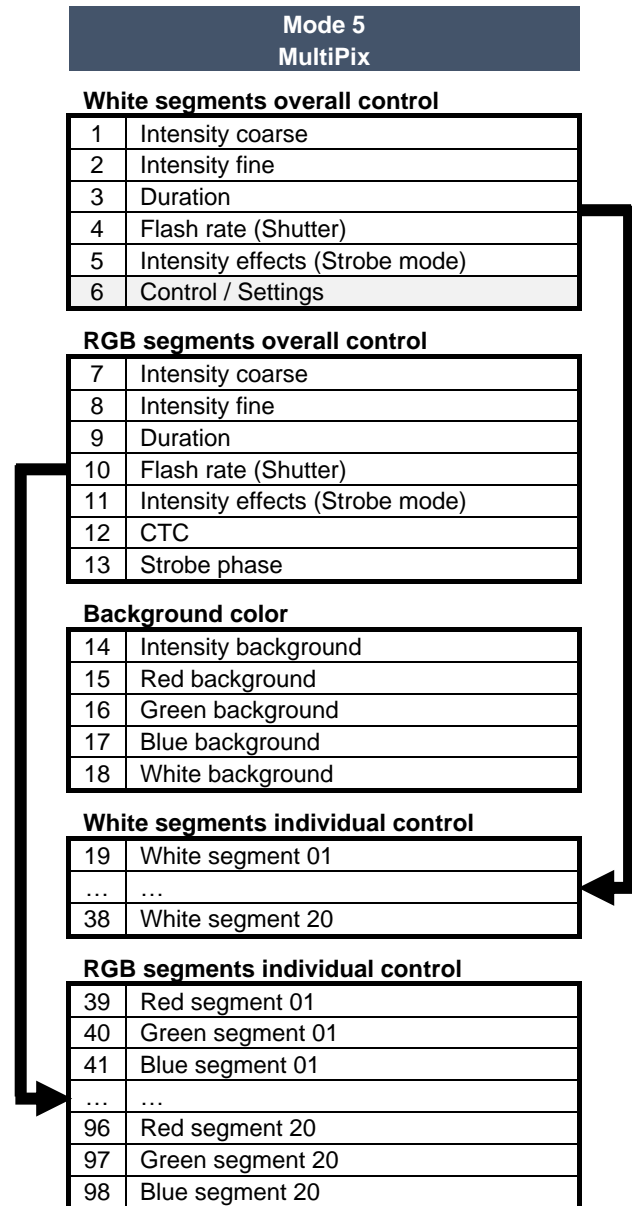 Mode 5
MultiPix
White segments overall control
1 Intensity coarse
2 Intensity fine
3 Duration
4 Flash rate (Shutter)
5 Intensity effects (Strobe mode)
6 Control / Settings
RGB segments overall control
7 Intensity coarse
8 Intensity fine
9 Duration
10 Flash rate (Shutter)
11 Intensity effects (Strobe mode)
12 CTC
13 Strobe phase
Background color
14 Intensity background
15 Red background
16 Green background
17 Blue background
18 White background
White segments individual control
19 White segment 01
… …
38 White segment 20
RGB segments individual control
39 Red segment 01
40 Green segment 01
41 Blue segment 01
… …
96 Red segment 20
97 Green segment 20
98 Blue segment 20